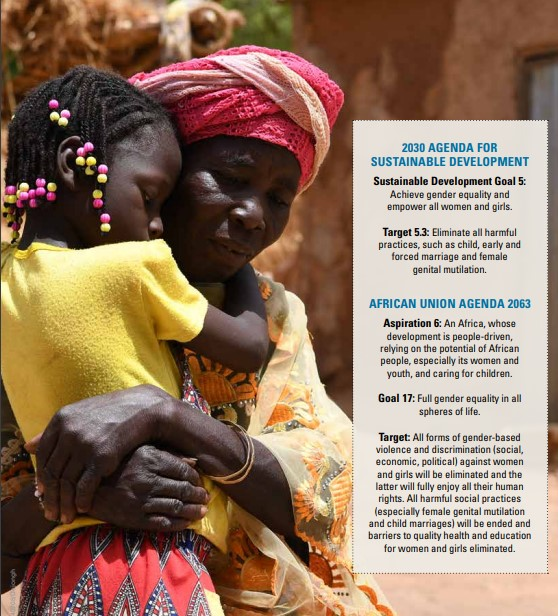 2030 AGENDA FOR
SUSTAINABLE DEVELOPMENT
Sustainable Development Goal 5:
Achieve gender equality and
empower all women and girls.
Target 5.3: Eliminate all harmful
practices, such as child, early and
forced marriage and female
genital mutilation.
AFRICAN UNION AGENDA 2063
Aspiration 6: An Africa, whose
development is people-driven,
relying on the potential of African
people, especially its women and
youth, and caring for children.
Goal 17: Full gender equality in all
spheres of life.
Target: All forms of gender-based
violence and discrimination (social,
economic, political) against women
and girls will be eliminated and the
latter will fully enjoy all their human
rights. All harmful social practices
(especially female genital mutilation
and child marriages) will be ended and
barriers to quality health and education
for women and girls eliminated.